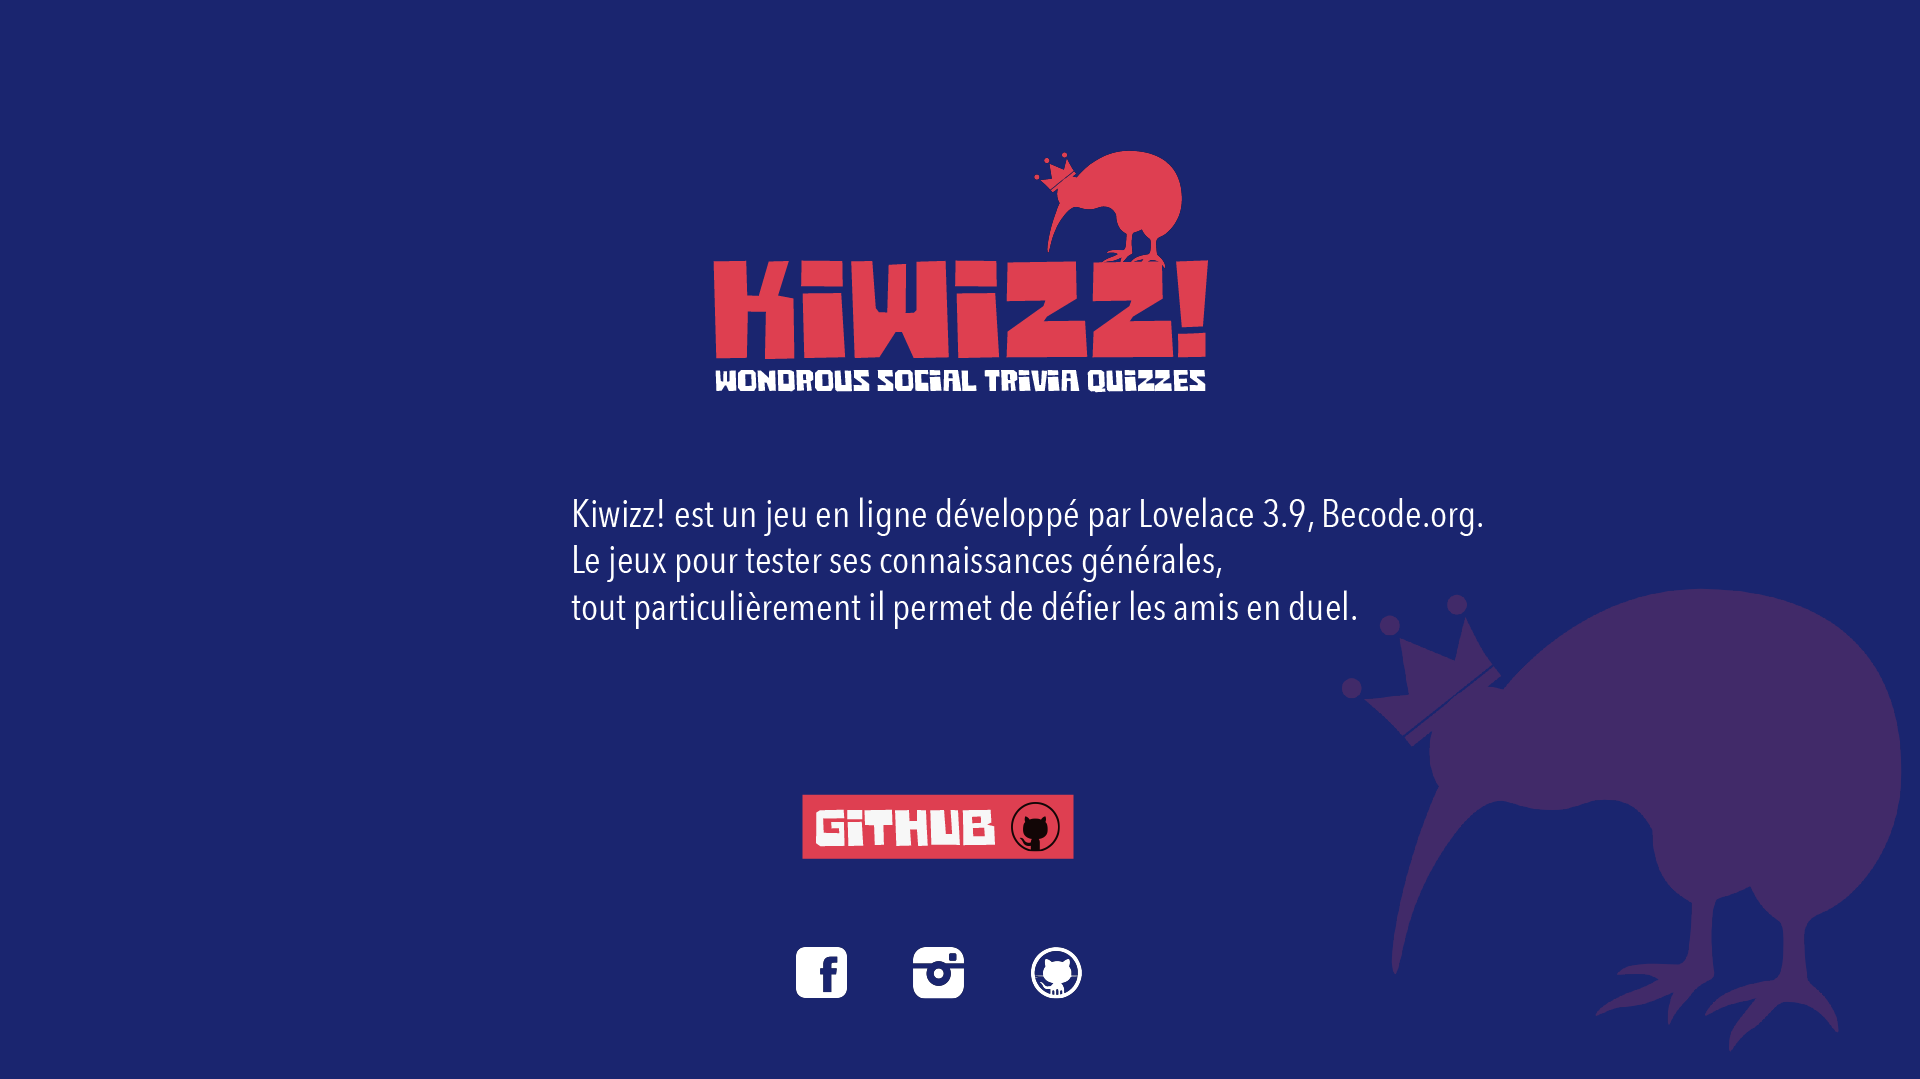 KiWiZZ!
WONDROUS SOCiAL TRiViA QUiZZES
Kiwizz! est un jeu en ligne développé par Lovelace 3.9, Becode.org.
Le jeux pour tester ses connaissances générales,
tout particulièrement il permet de défier les amis en duel.
GiTHUB